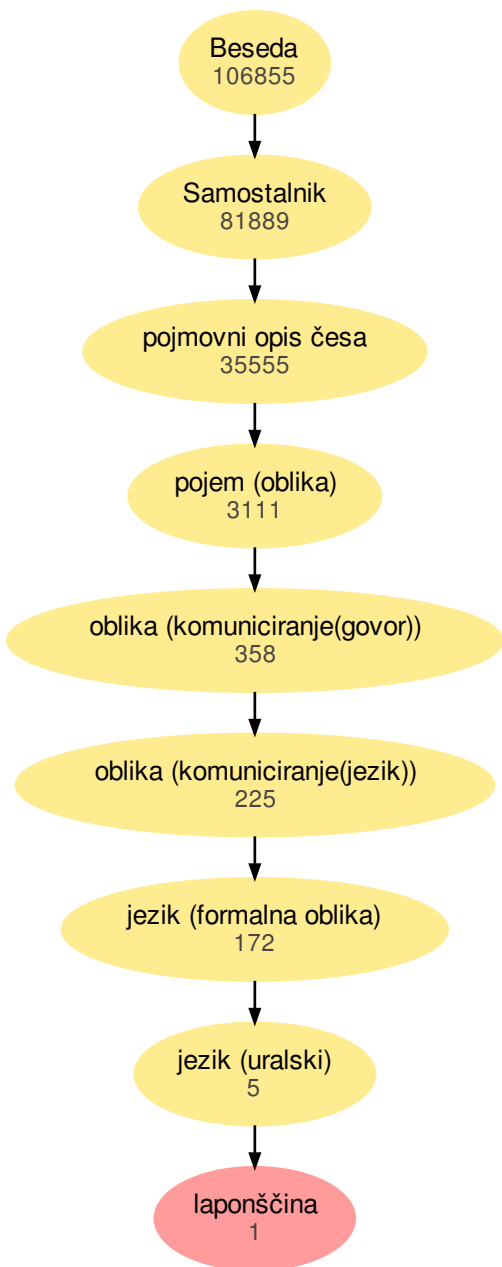 Beseda
106855
Samostalnik
81889
pojmovni opis česa
35555
pojem (oblika)
3111
oblika (komuniciranje(govor))
358
oblika (komuniciranje(jezik))
225
jezik (formalna oblika)
172
jezik (uralski)
5
laponščina
1